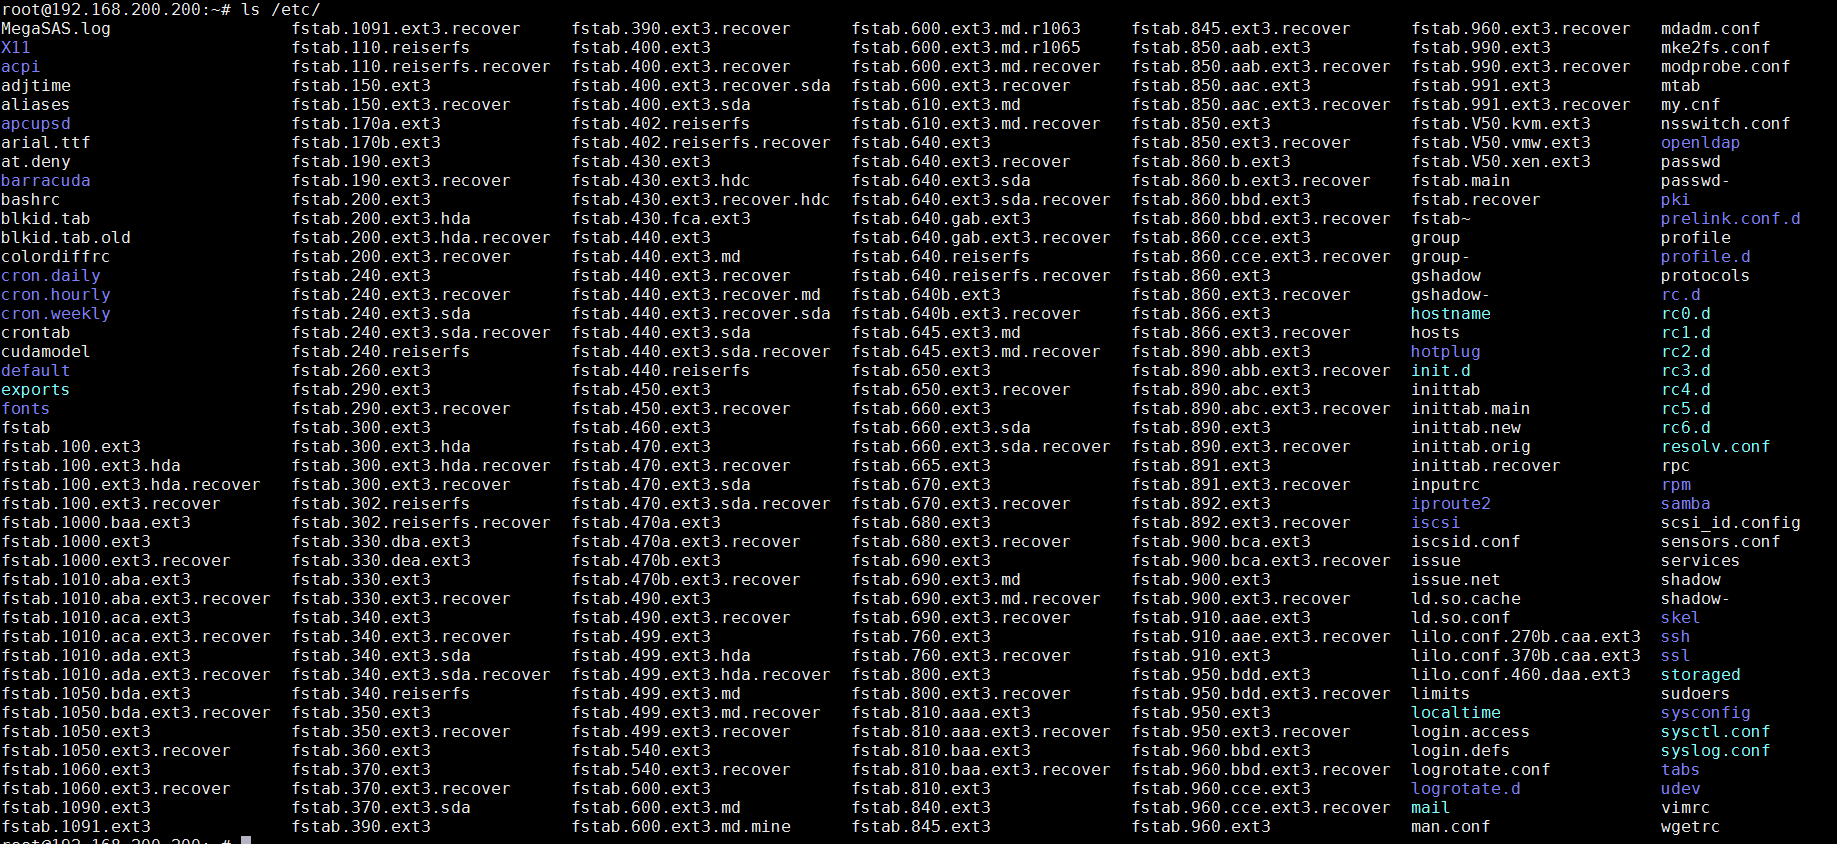 root@192.168.200.200:~# ls /etc/
MegaSAS.log fstab.1091.ext3.recover fstab.390.ext3.recover fstab.600.ext3.md.r1063 fstab.845.ext3.recover fstab.960.ext3.recover mdadm.conf
X11 fstab.110.reiserfs fstab.400.ext3 fstab.600.ext3.md.r1065 fstab.850.aab.ext3 fstab.990.ext3 mke2fs.conf
acpi fstab.110.reiserfs.recover fstab.400.ext3.recover fstab.600.ext3.md.recover fstab.850.aab.ext3.recover fstab.990.ext3.recover modprobe.conf
adjtime fstab.150.ext3 fstab.400.ext3.recover.sda fstab.600.ext3.recover fstab.850.aac.ext3 fstab.991.ext3 mtab
aliases fstab.150.ext3.recover fstab.400.ext3.sda fstab.610.ext3.md fstab.850.aac.ext3.recover fstab.991.ext3.recover my.cnf
apcupsd fstab.170a.ext3 fstab.402.reiserfs fstab.610.ext3.md.recover fstab.850.ext3 fstab.V50.kvm.ext3 nsswitch.conf
arial.ttf fstab.170b.ext3 fstab.402.reiserfs.recover fstab.640.ext3 fstab.850.ext3.recover fstab.V50.vmw.ext3 openldap
at.deny fstab.190.ext3 fstab.430.ext3 fstab.640.ext3.recover fstab.860.b.ext3 fstab.V50.xen.ext3 passwd
barracuda fstab.190.ext3.recover fstab.430.ext3.hdc fstab.640.ext3.sda fstab.860.b.ext3.recover fstab.main passwd-
bashrc fstab.200.ext3 fstab.430.ext3.recover.hdc fstab.640.ext3.sda.recover fstab.860.bbd.ext3 fstab.recover pki
blkid.tab fstab.200.ext3.hda fstab.430.fca.ext3 fstab.640.gab.ext3 fstab.860.bbd.ext3.recover fstab~ prelink.conf.d
blkid.tab.old fstab.200.ext3.hda.recover fstab.440.ext3 fstab.640.gab.ext3.recover fstab.860.cce.ext3 group profile
colordiffrc fstab.200.ext3.recover fstab.440.ext3.md fstab.640.reiserfs fstab.860.cce.ext3.recover group- profile.d
cron.daily fstab.240.ext3 fstab.440.ext3.recover fstab.640.reiserfs.recover fstab.860.ext3 gshadow protocols
cron.hourly fstab.240.ext3.recover fstab.440.ext3.recover.md fstab.640b.ext3 fstab.860.ext3.recover gshadow- rc.d
cron.weekly fstab.240.ext3.sda fstab.440.ext3.recover.sda fstab.640b.ext3.recover fstab.866.ext3 hostname rc0.d
crontab fstab.240.ext3.sda.recover fstab.440.ext3.sda fstab.645.ext3.md fstab.866.ext3.recover hosts rc1.d
cudamodel fstab.240.reiserfs fstab.440.ext3.sda.recover fstab.645.ext3.md.recover fstab.890.abb.ext3 hotplug rc2.d
default fstab.260.ext3 fstab.440.reiserfs fstab.650.ext3 fstab.890.abb.ext3.recover init.d rc3.d
exports fstab.290.ext3 fstab.450.ext3 fstab.650.ext3.recover fstab.890.abc.ext3 inittab rc4.d
fonts fstab.290.ext3.recover fstab.450.ext3.recover fstab.660.ext3 fstab.890.abc.ext3.recover inittab.main rc5.d
fstab fstab.300.ext3 fstab.460.ext3 fstab.660.ext3.sda fstab.890.ext3 inittab.new rc6.d
fstab.100.ext3 fstab.300.ext3.hda fstab.470.ext3 fstab.660.ext3.sda.recover fstab.890.ext3.recover inittab.orig resolv.conf
fstab.100.ext3.hda fstab.300.ext3.hda.recover fstab.470.ext3.recover fstab.665.ext3 fstab.891.ext3 inittab.recover rpc
fstab.100.ext3.hda.recover fstab.300.ext3.recover fstab.470.ext3.sda fstab.670.ext3 fstab.891.ext3.recover inputrc rpm
fstab.100.ext3.recover fstab.302.reiserfs fstab.470.ext3.sda.recover fstab.670.ext3.recover fstab.892.ext3 iproute2 samba
fstab.1000.baa.ext3 fstab.302.reiserfs.recover fstab.470a.ext3 fstab.680.ext3 fstab.892.ext3.recover iscsi scsi_id.config
fstab.1000.ext3 fstab.330.dba.ext3 fstab.470a.ext3.recover fstab.680.ext3.recover fstab.900.bca.ext3 iscsid.conf sensors.conf
fstab.1000.ext3.recover fstab.330.dea.ext3 fstab.470b.ext3 fstab.690.ext3 fstab.900.bca.ext3.recover issue services
fstab.1010.aba.ext3 fstab.330.ext3 fstab.470b.ext3.recover fstab.690.ext3.md fstab.900.ext3 issue.net shadow
fstab.1010.aba.ext3.recover fstab.330.ext3.recover fstab.490.ext3 fstab.690.ext3.md.recover fstab.900.ext3.recover ld.so.cache shadow-
fstab.1010.aca.ext3 fstab.340.ext3 fstab.490.ext3.recover fstab.690.ext3.recover fstab.910.aae.ext3 ld.so.conf skel
fstab.1010.aca.ext3.recover fstab.340.ext3.recover fstab.499.ext3 fstab.760.ext3 fstab.910.aae.ext3.recover lilo.conf.270b.caa.ext3 ssh
fstab.1010.ada.ext3 fstab.340.ext3.sda fstab.499.ext3.hda fstab.760.ext3.recover fstab.910.ext3 lilo.conf.370b.caa.ext3 ssl
fstab.1010.ada.ext3.recover fstab.340.ext3.sda.recover fstab.499.ext3.hda.recover fstab.800.ext3 fstab.950.bdd.ext3 lilo.conf.460.daa.ext3 storaged
fstab.1050.bda.ext3 fstab.340.reiserfs fstab.499.ext3.md fstab.800.ext3.recover fstab.950.bdd.ext3.recover limits sudoers
fstab.1050.bda.ext3.recover fstab.350.ext3 fstab.499.ext3.md.recover fstab.810.aaa.ext3 fstab.950.ext3 localtime sysconfig
fstab.1050.ext3 fstab.350.ext3.recover fstab.499.ext3.recover fstab.810.aaa.ext3.recover fstab.950.ext3.recover login.access sysctl.conf
fstab.1050.ext3.recover fstab.360.ext3 fstab.540.ext3 fstab.810.baa.ext3 fstab.960.bbd.ext3 login.defs syslog.conf
fstab.1060.ext3 fstab.370.ext3 fstab.540.ext3.recover fstab.810.baa.ext3.recover fstab.960.bbd.ext3.recover logrotate.conf tabs
fstab.1060.ext3.recover fstab.370.ext3.recover fstab.600.ext3 fstab.810.ext3 fstab.960.cce.ext3 logrotate.d udev
fstab.1090.ext3 fstab.370.ext3.sda fstab.600.ext3.md fstab.840.ext3 fstab.960.cce.ext3.recover mail vimrc
fstab.1091.ext3 fstab.390.ext3 fstab.600.ext3.md.mine fstab.845.ext3 fstab.960.ext3 man.conf wgetrc
root@192.168.200.200:~#